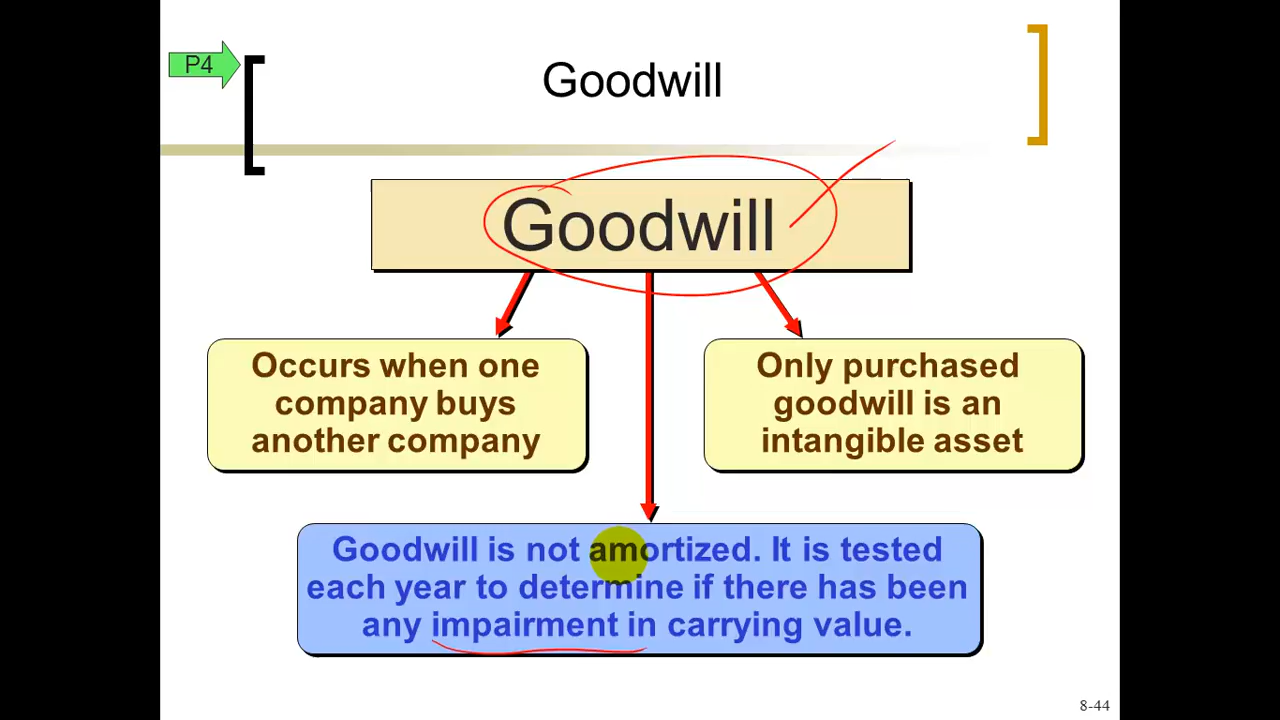 P4
Goodwill
Goodwill
Occurs when one
company buys
another company
Only purchased
goodwill is an
intangible asset
Goodwill is not amortized. It is tested
each year to determine if there has been
any impairment in carrying value.
8-44